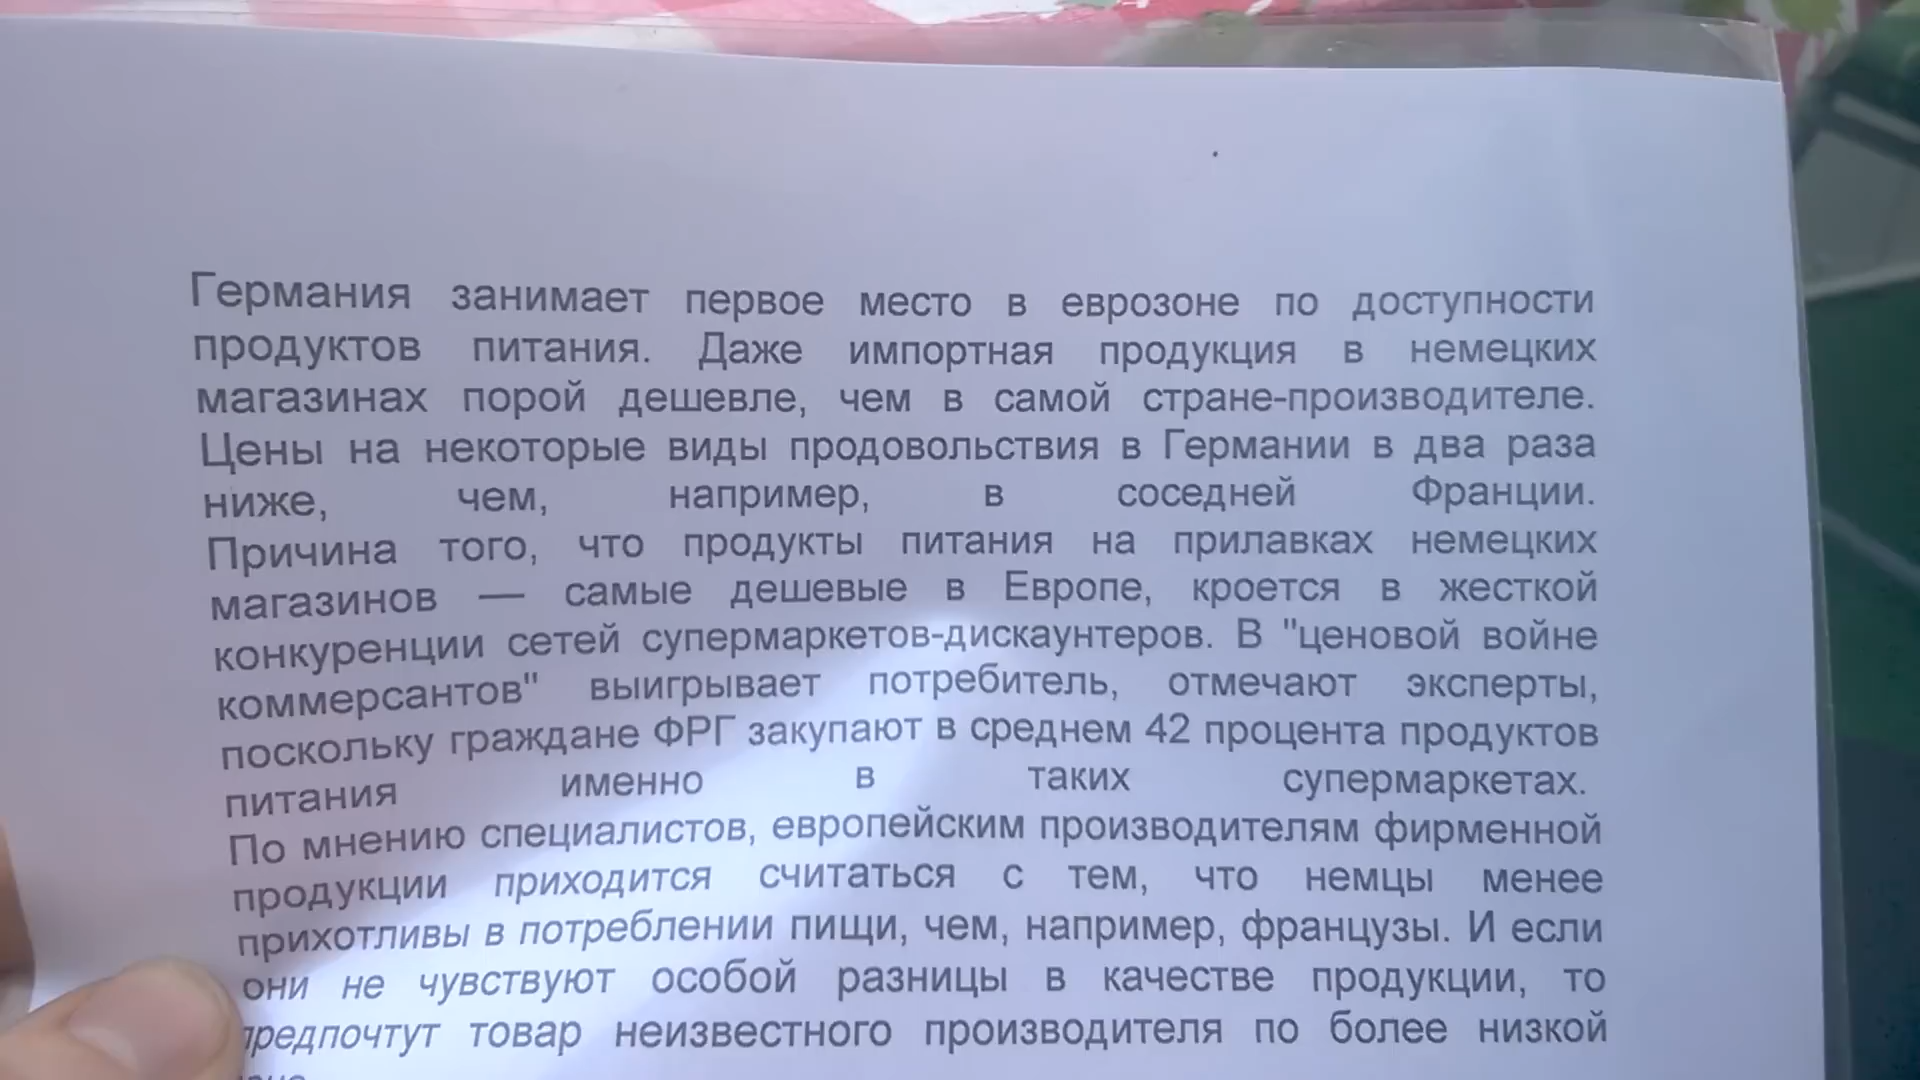 Германия занимает первое место в еврозоне по доступности
продуктов питания. Даже импортная продукция в немецких
магазинах порой дешевле, чем в самой стране-производителе.
Цены на некоторые виды продовольствия в Германии в два раза
ниже, чем, например, в соседней Франции.
Причина того, что продукты питания на прилавках немецких
магазинов — самые дешевые в Европе, кроется в жесткой
конкуренции сетей супермаркетов-дискаунтеров. В "ценовой войне
коммерсантов" выигрывает потребитель, отмечают эксперты,
поскольку граждане ФРГ закупают в среднем 42 процента продуктов
питания именно в таких супермаркетах.
По мнению специалистов, европейским производителям фирменной
продукции приходится считаться с тем, что немцы менее
прихотливы в потреблении пищи, чем, например, французы. И если
они не чувствуют особой разницы в качестве продукции, то
предпочтут товар неизвестного производителя по более низкой